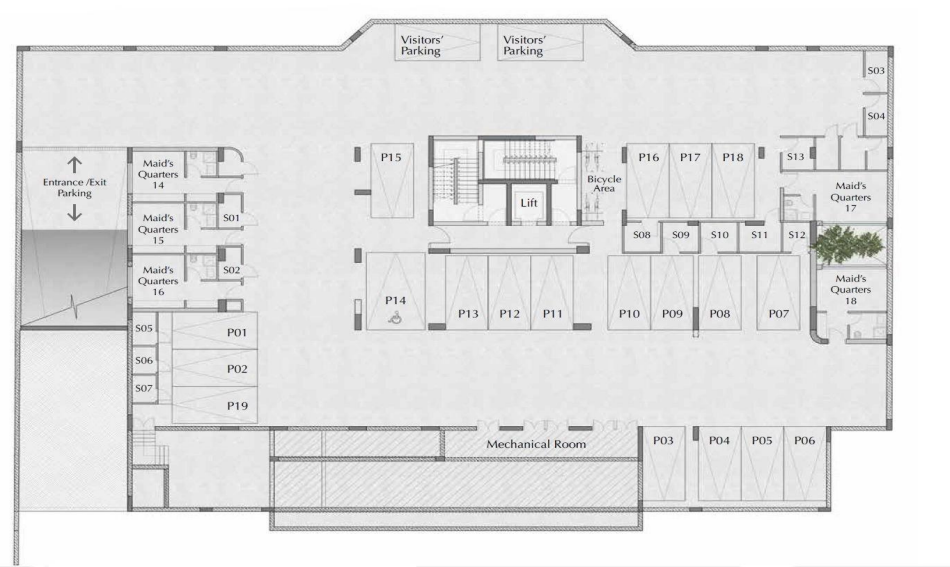 Visitors’
Parking
Visitors’
Parking
S03
S04
Entrance /Exit
Parking
Maid’s
Quarters
14
S01
Maid’s
Quarters
15
S02
Maid’s
Quarters
16
P15
Lift
Bicycle
Area
P16
P17
P18
S13
Maid’s
Quarters
17
S08
S09
S10
S11
S12
Maid’s
Quarters
18
P14
P13
P12
P11
P10
P09
P08
P07
S05
S06
S07
P01
P02
P19
Mechanical Room
P03
P04
P05
P06